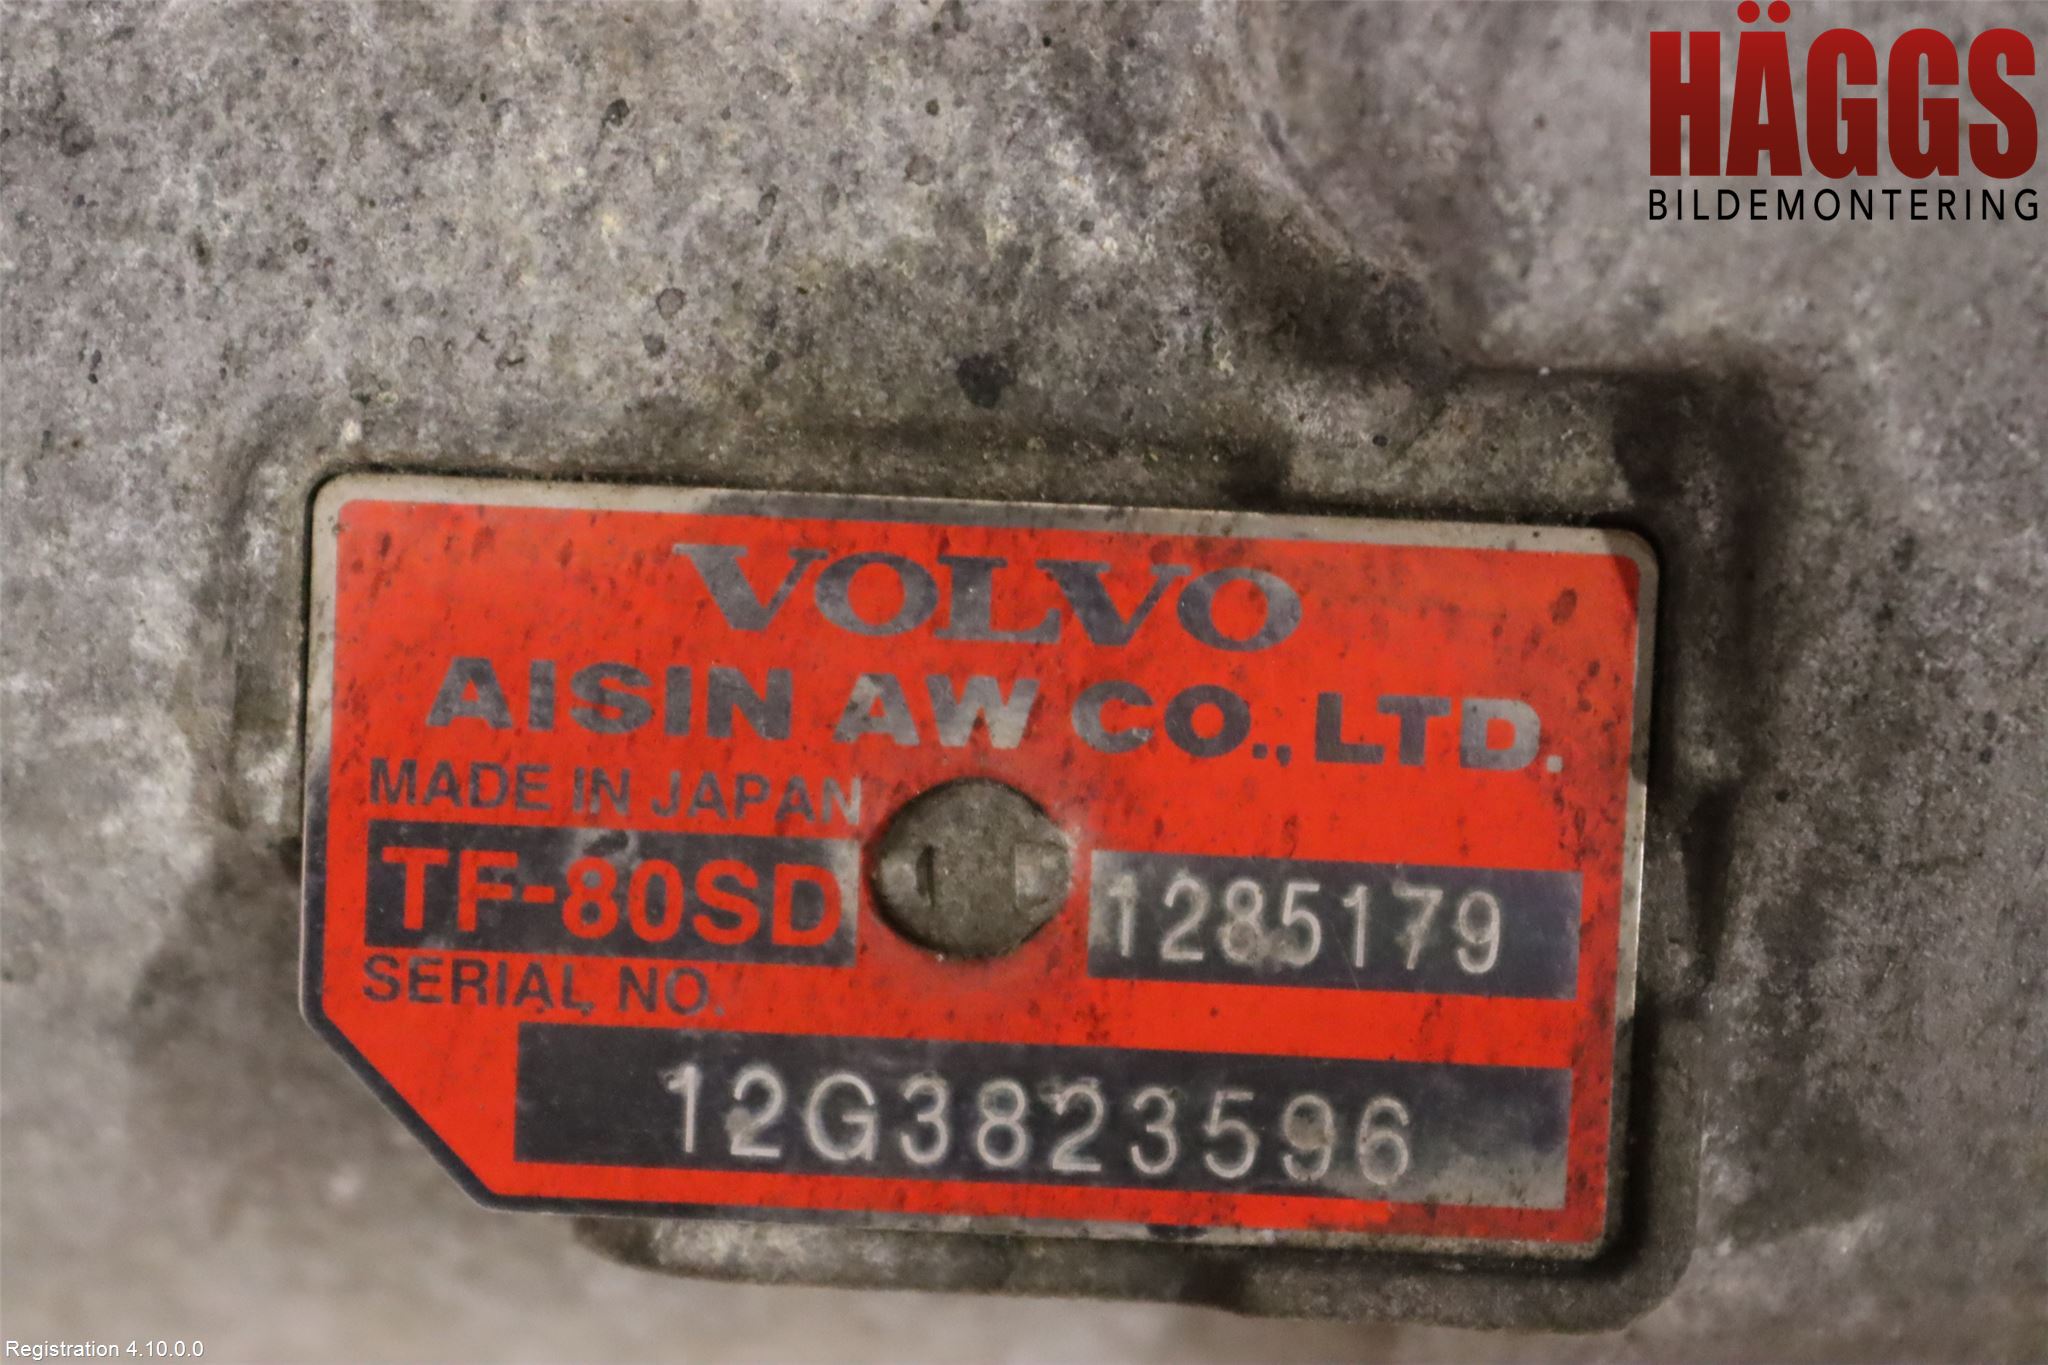 HÄGGS
BILDEMONTERING
VOLVO
AISIN AW CO., LTD.
MADE IN JAPAN
TF-80SD 1285179
SERIAL NO.
12G3823596
Registration 4.10.0.0